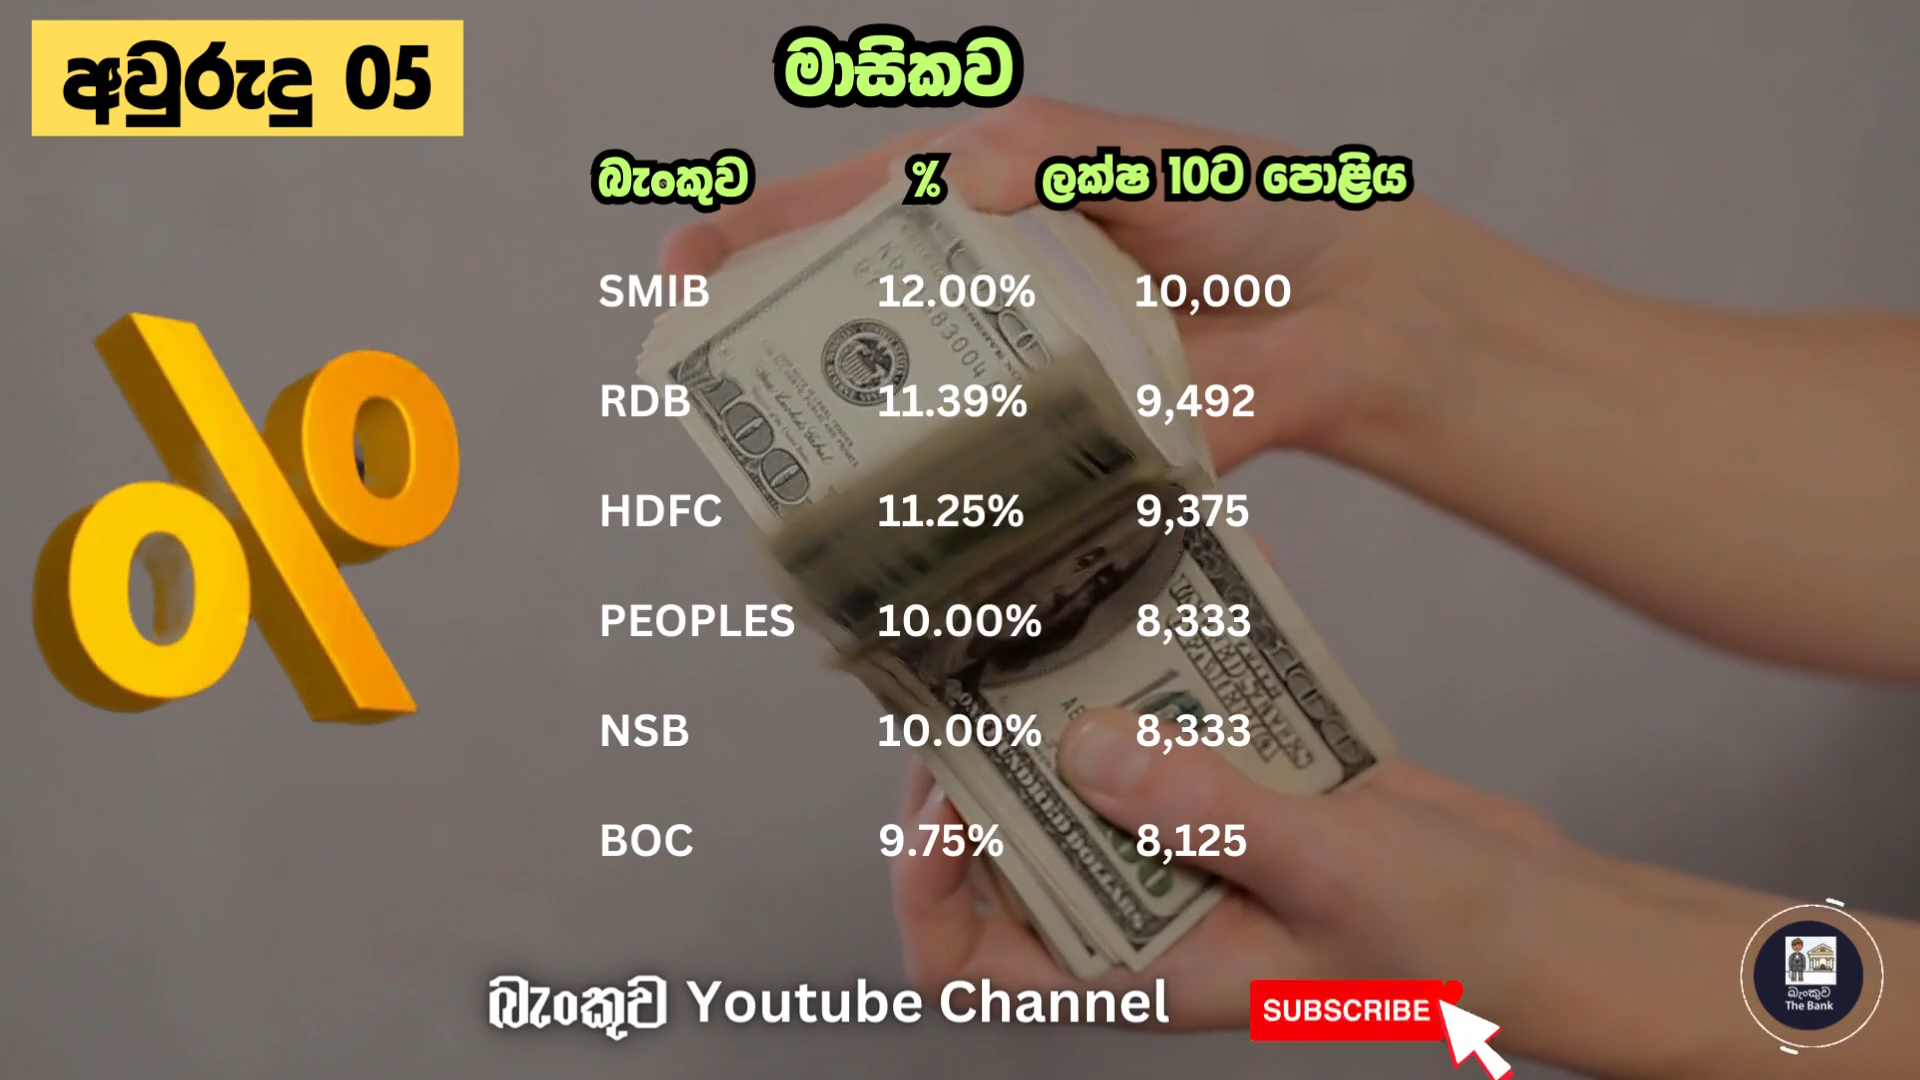 අවුරුදු 05
මාසිකව
බැංකුව % ලක්ෂ 10ට පොළිය
SMIB 12.00% 10,000
RDB 11.39% 9,492
HDFC 11.25% 9,375
PEOPLES 10.00% 8,333
NSB 10.00% 8,333
BOC 9.75% 8,125
බැංකුව Youtube Channel
SUBSCRIBE
බැංකුව
The Bank